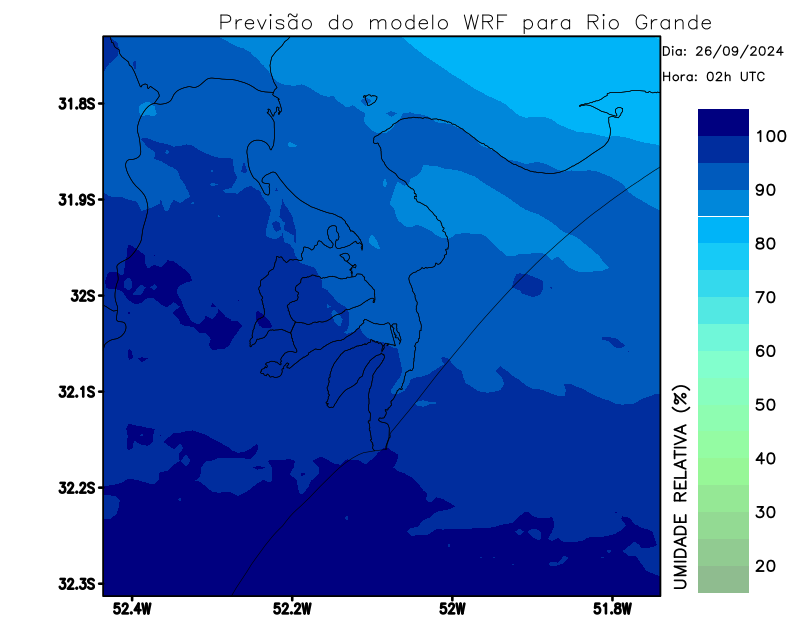 Previsão do modelo WRF para Rio Grande
Dia: 26/09/2024
Hora: 02h UTC
31.8S
31.9S
32S
32.1S
32.2S
32.3S
52.4W
52.2W
52W
51.8W
UMIDADE RELATIVA (%)
100
90
80
70
60
50
40
30
20